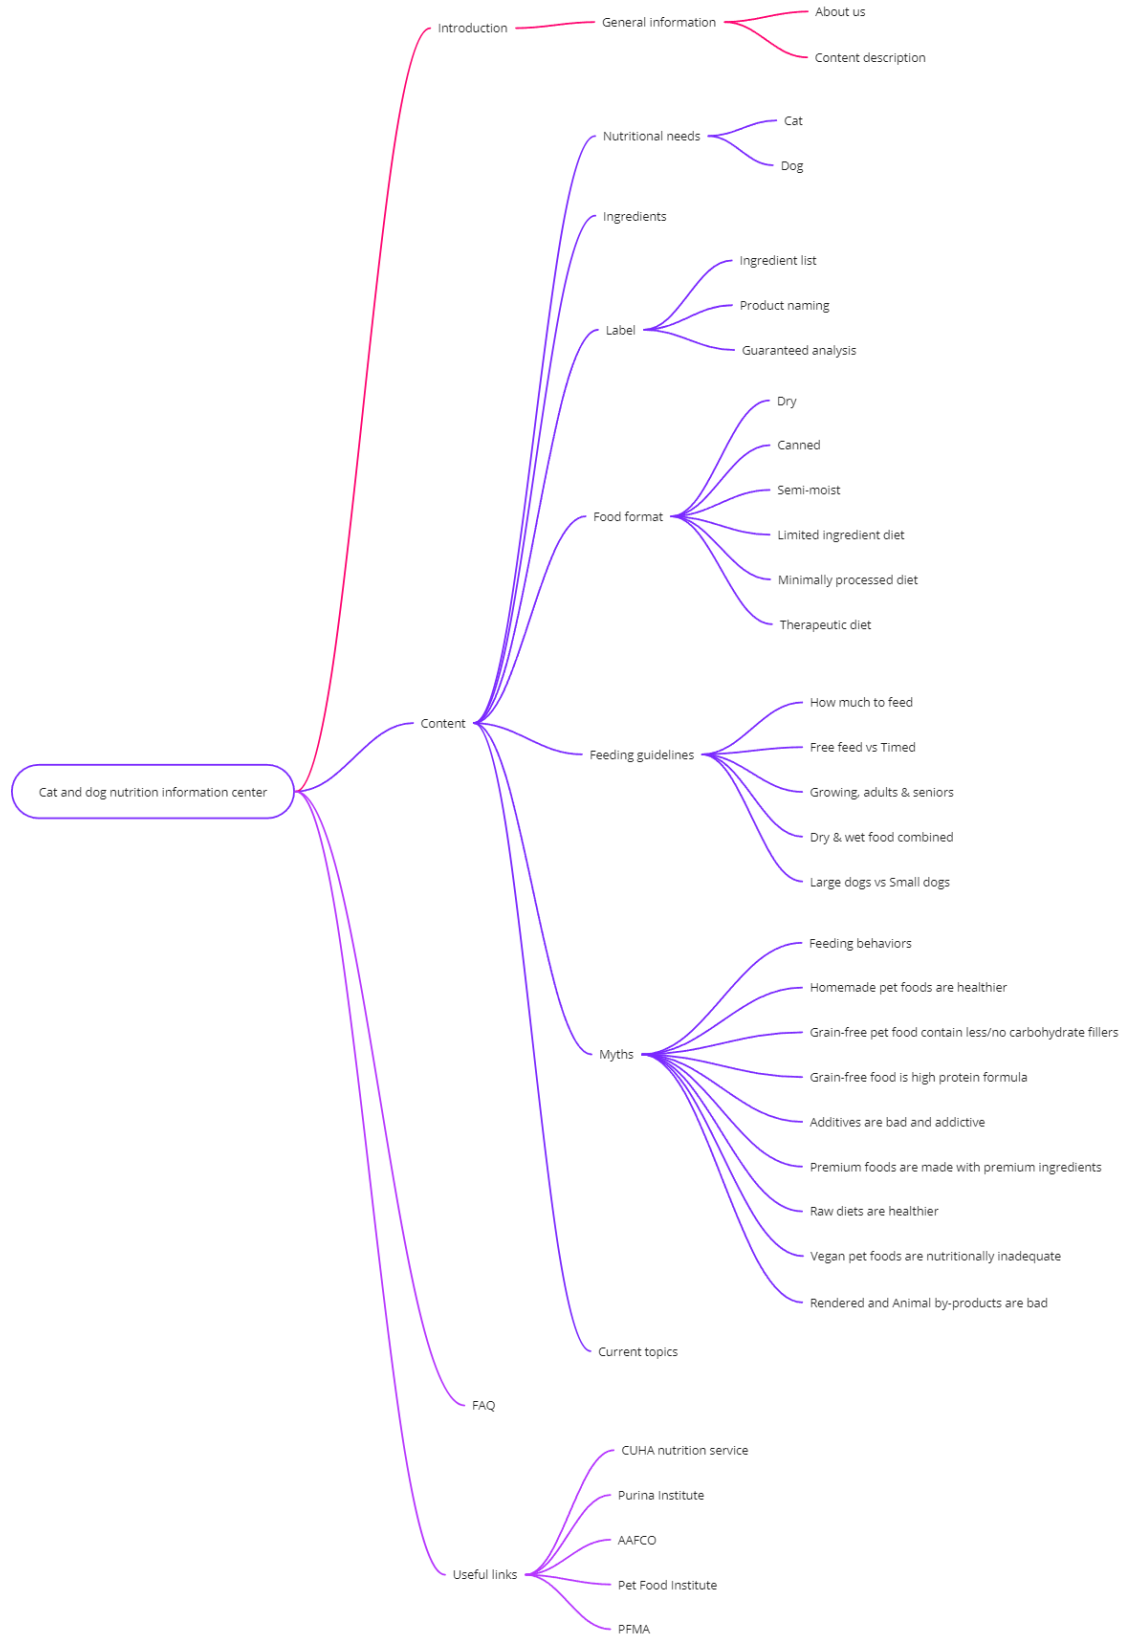 Introduction
General information
About us
Content description
Nutritional needs
Cat
Dog
Ingredients
Label
Ingredient list
Product naming
Guaranteed analysis
Food format
Dry
Canned
Semi-moist
Limited ingredient diet
Minimally processed diet
Therapeutic diet
Content
Cat and dog nutrition information center
Feeding guidelines
How much to feed
Free feed vs Timed
Growing, adults & seniors
Dry & wet food combined
Large dogs vs Small dogs
Myths
Feeding behaviors
Homemade pet foods are healthier
Grain-free pet food contain less/no carbohydrate fillers
Grain-free food is high protein formula
Additives are bad and addictive
Premium foods are made with premium ingredients
Raw diets are healthier
Vegan pet foods are nutritionally inadequate
Rendered and Animal by-products are bad
Current topics
FAQ
Useful links
CUHA nutrition service
Purina Institute
AAFCO
Pet Food Institute
PFMA